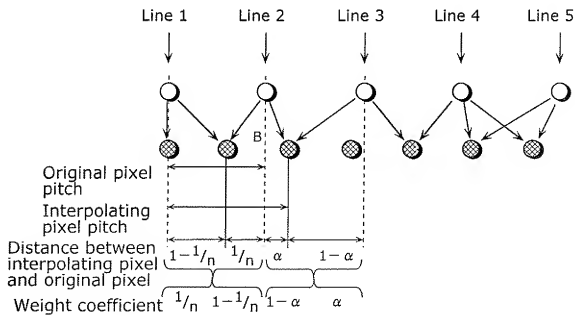 Line 1 Line 2 Line 3 Line 4 Line 5
B
Original pixel
pitch
Interpolating
pixel pitch
Distance between
interpolating pixel
and original pixel
1-1/n 1/n α 1-α
Weight coefficient 1/n 1-1/n 1-α α